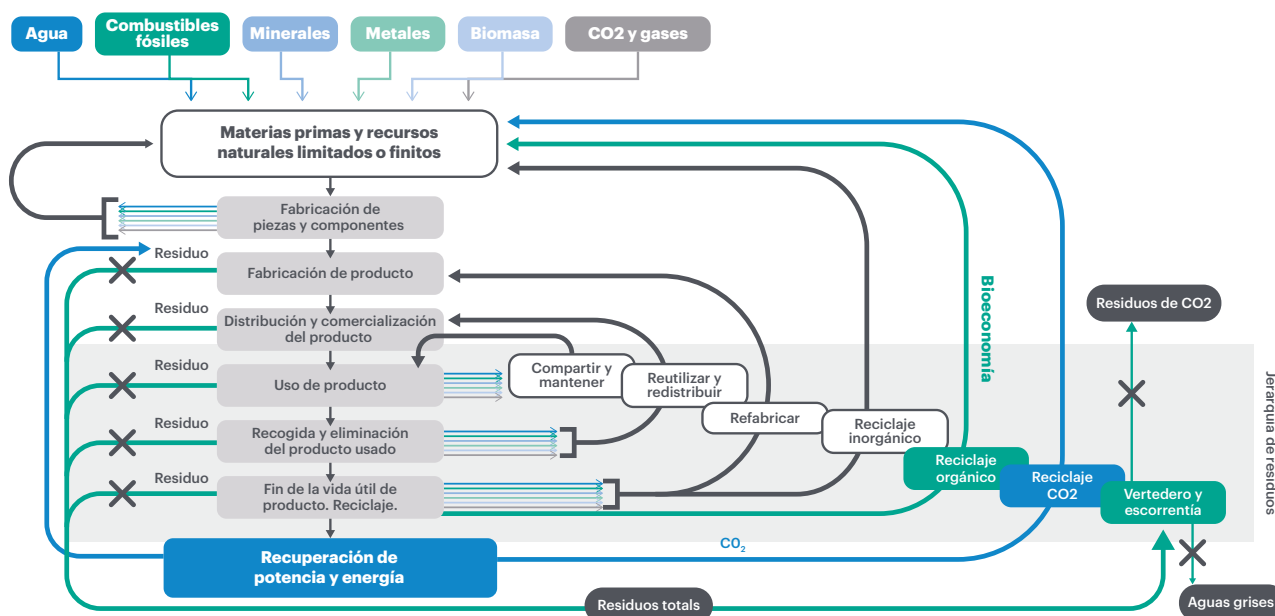 Agua
Combustibles
fósiles
Minerales
Metales
Biomasa
CO2 y gases
Materias primas y recursos
naturales limitados o finitos
Fabricación de
piezas y componentes
Residuo
Fabricación de producto
Residuo
Distribución y comercialización
del producto
Residuo
Uso de producto
Residuo
Recogida y eliminación
del producto usado
Residuo
Fin de la vida útil de
producto. Reciclaje.
Recuperación de
potencia y energía
Compartir y
mantener
Reutilizar y
redistribuir
Refabricar
Reciclaje
inorgánico
Reciclaje
orgánico
Reciclaje
CO2
Vertedero y
escorrentía
Bioeconomía
Residuos de CO2
Jerarquia de residuos
CO₂
Residuos totals
Aguas grises